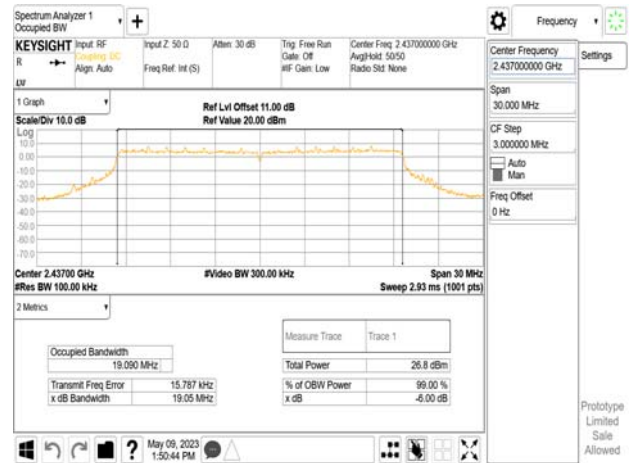 Spectrum Analyzer 1
Occupied BW
Frequency
KEYSIGHT
R
LXI
Input: RF
Coupling: DC
Align: Auto
Input Z: 50 Ω
Freq Ref: Int (S)
Atten: 30 dB
Trig: Free Run
Gate: Off
#IF Gain: Low
Center Freq: 2.437000000 GHz
Avg|Hold: 50/50
Radio Std: None
Center Frequency
2.437000000 GHz
Settings
Span
30.000 MHz
CF Step
3.000000 MHz
Auto
Man
Freq Offset
0 Hz
1 Graph
Scale/Div 10.0 dB
Ref Lvl Offset 11.00 dB
Ref Value 20.00 dBm
Log
10.0
0.00
-10.0
-20.0
-30.0
-40.0
-50.0
-60.0
-70.0
Center 2.43700 GHz
#Res BW 100.00 kHz
#Video BW 300.00 kHz
Span 30 MHz
Sweep 2.93 ms (1001 pts)
2 Metrics
Measure Trace
Trace 1
Occupied Bandwidth
19.090 MHz
Total Power
26.8 dBm
Transmit Freq Error
15.787 kHz
% of OBW Power
99.00 %
x dB Bandwidth
19.05 MHz
x dB
-6.00 dB
Prototype
Limited
Sale
Allowed
May 09, 2023
1:50:44 PM